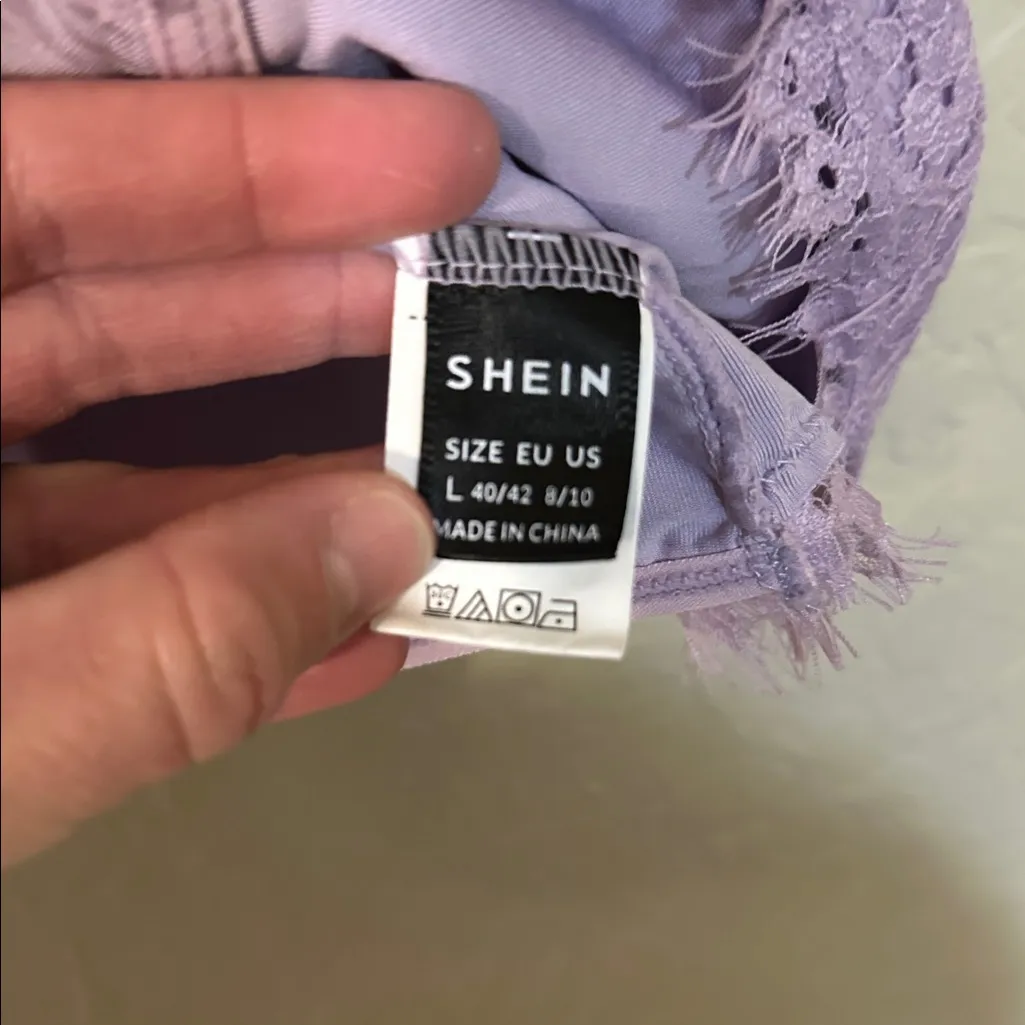 SHEIN
SIZE EU US
L 40/42 8/10
MADE IN CHINA